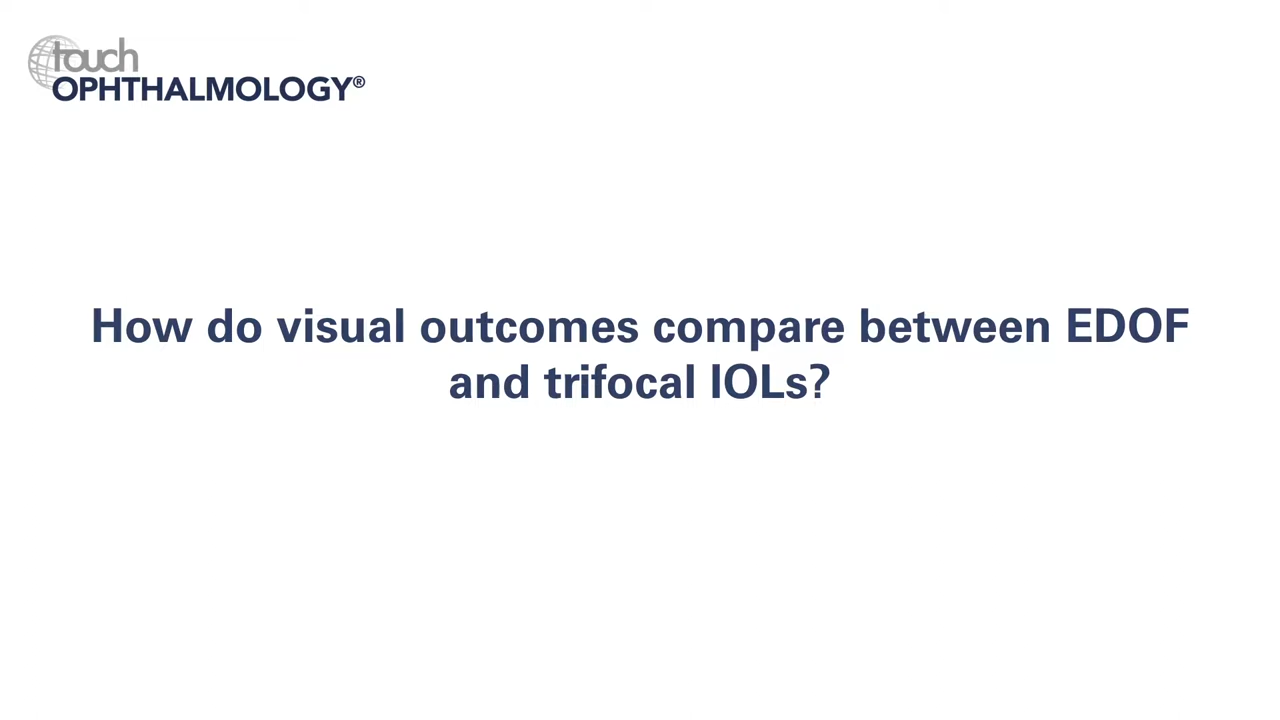 touch
OPHTHALMOLOGY®
How do visual outcomes compare between EDOF
and trifocal IOLs?